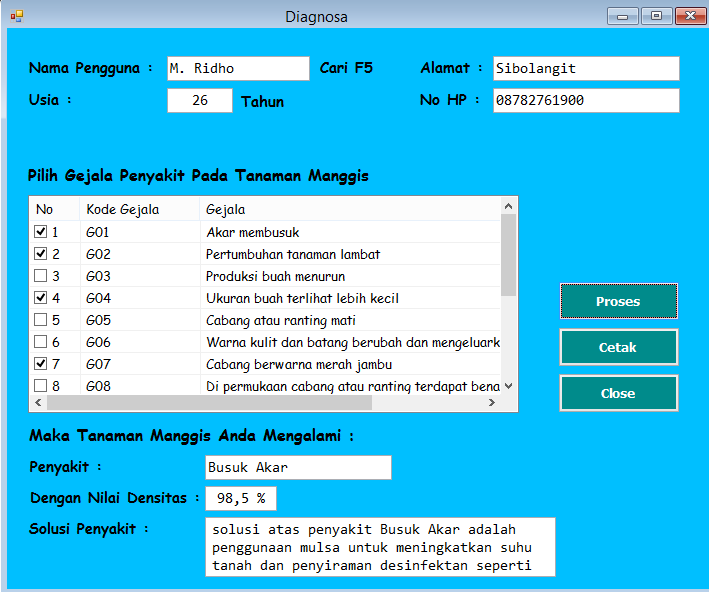 Diagnosa
Nama Pengguna : M. Ridho Cari F5 Alamat : Sibolangit
Usia : 26 Tahun No HP : 08782761900
Pilih Gejala Penyakit Pada Tanaman Manggis
No Kode Gejala Gejala
1 G01 Akar membusuk
2 G02 Pertumbuhan tanaman lambat
3 G03 Produksi buah menurun
4 G04 Ukuran buah terlihat lebih kecil
5 G05 Cabang atau ranting mati
6 G06 Warna kulit dan batang berubah dan mengeluark
7 G07 Cabang berwarna merah jambu
8 G08 Di permukaan cabang atau ranting terdapat bena
Proses
Cetak
Close
Maka Tanaman Manggis Anda Mengalami :
Penyakit : Busuk Akar
Dengan Nilai Densitas : 98,5 %
Solusi Penyakit : solusi atas penyakit Busuk Akar adalah
penggunaan mulsa untuk meningkatkan suhu
tanah dan penyiraman desinfektan seperti